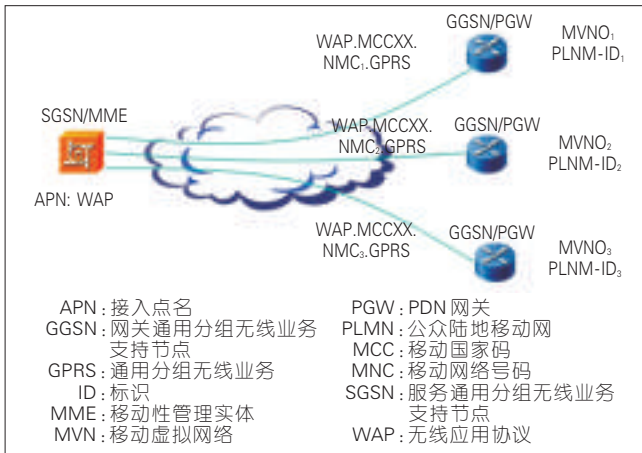 GGSN/PGW
MVNO₁
PLNM-ID₁
WAP.MCCXX.
NMC₁.GPRS
SGSN/MME
WAP.MCCXX.
NMC₂.GPRS
GGSN/PGW
MVNO₂
PLNM-ID₂
APN: WAP
WAP.MCCXX.
NMC₃.GPRS
GGSN/PGW
MVNO₃
PLNM-ID₃
APN：接入点名
GGSN：网关通用分组无线业务
支持节点
GPRS：通用分组无线业务
ID：标识
MME：移动性管理实体
MVN：移动虚拟网络
PGW：PDN 网关
PLMN：公众陆地移动网
MCC：移动国家码
MNC：移动网络号码
SGSN：服务通用分组无线业务
支持节点
WAP：无线应用协议